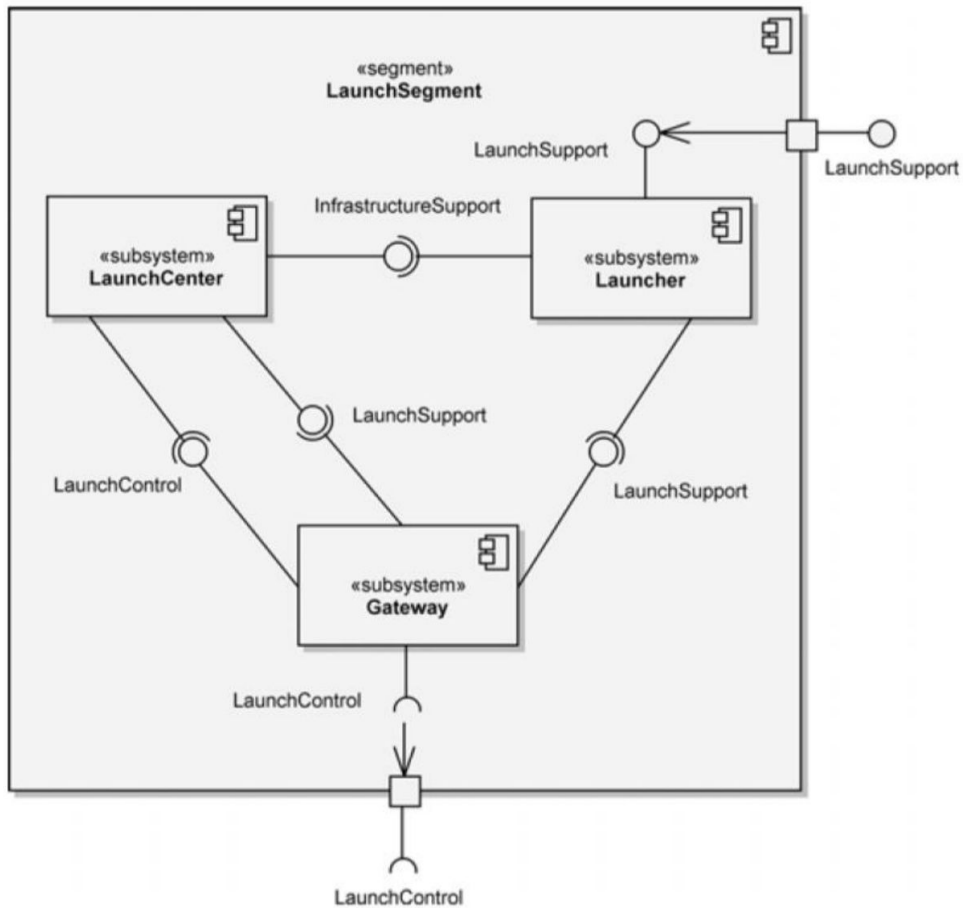 «segment»
LaunchSegment
LaunchSupport
LaunchSupport
InfrastructureSupport
«subsystem»
LaunchCenter
«subsystem»
Launcher
LaunchSupport
LaunchControl
LaunchSupport
«subsystem»
Gateway
LaunchControl
LaunchControl